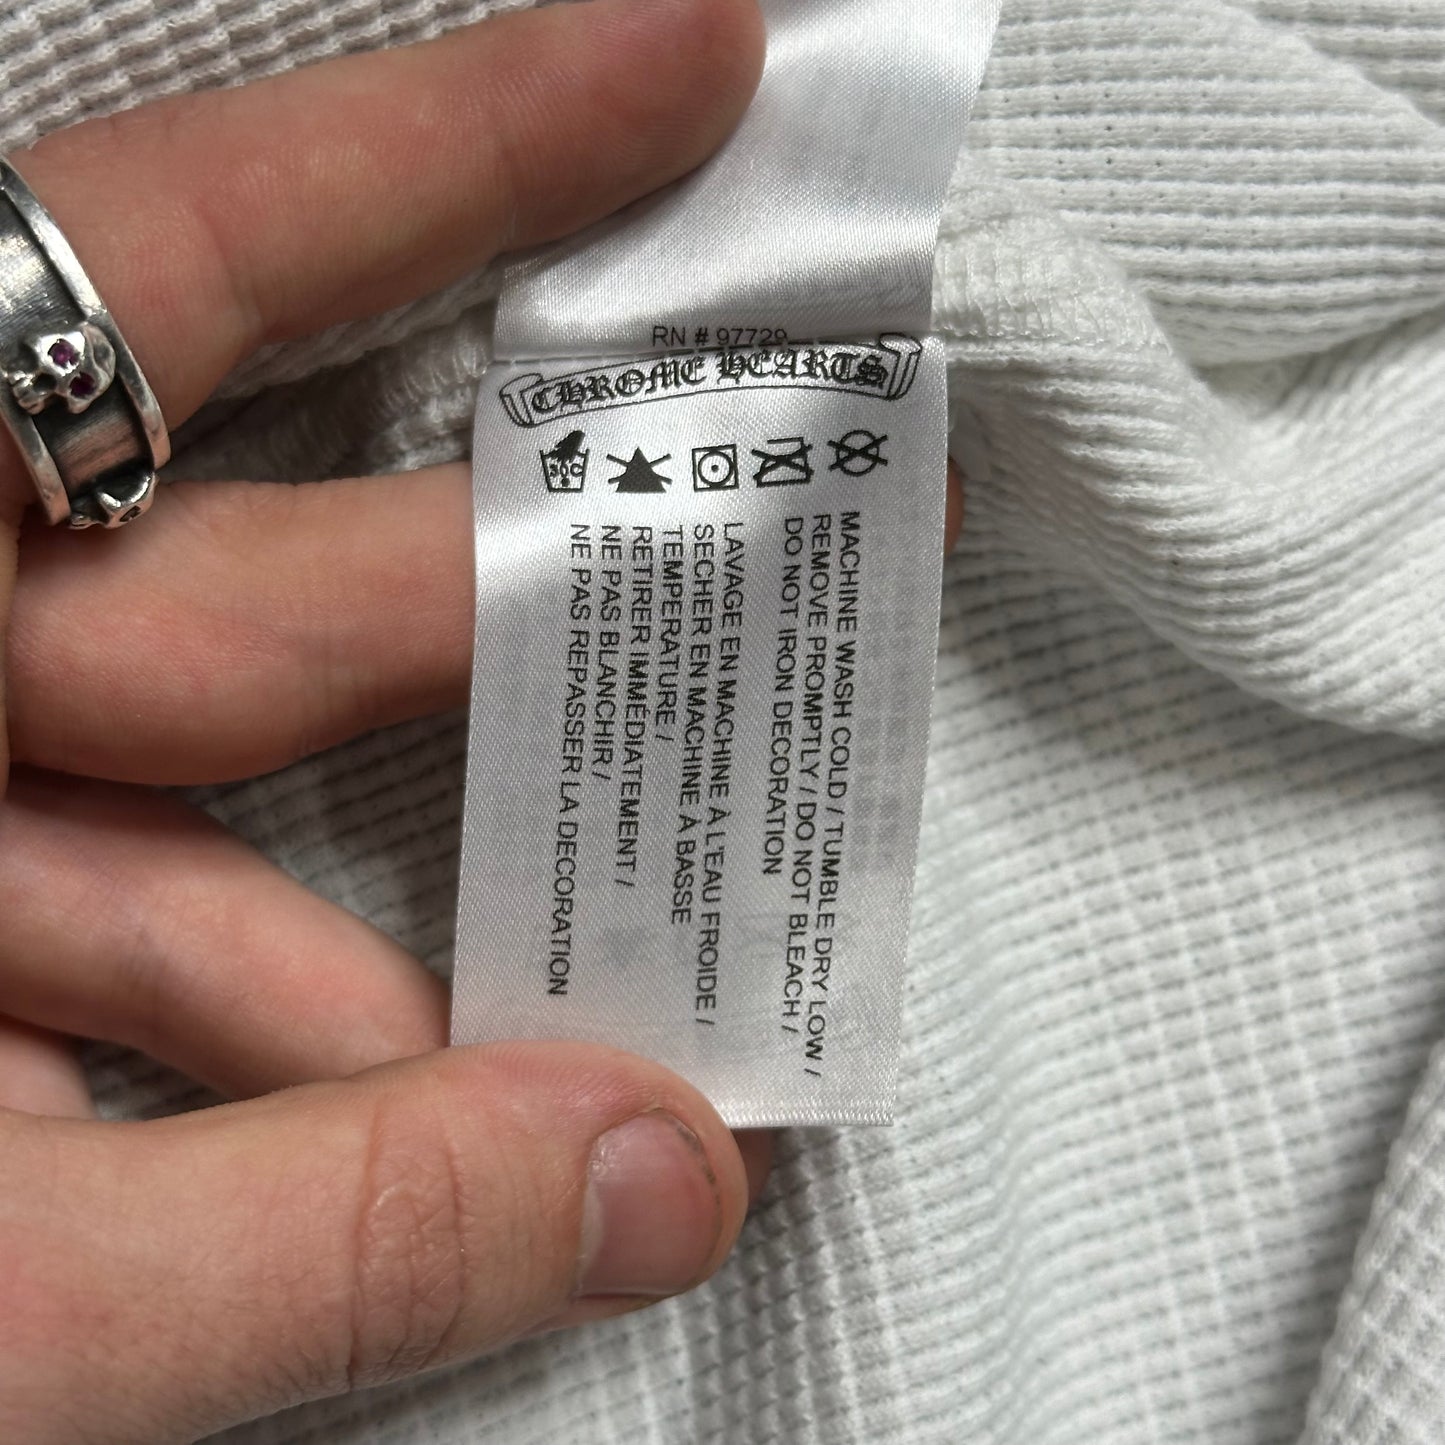 RN # 97729
CHROME HEARTS
30C
MACHINE WASH COLD / TUMBLE DRY LOW /
REMOVE PROMPTLY / DO NOT BLEACH /
DO NOT IRON DECORATION
LAVAGE EN MACHINE À L'EAU FROIDE /
SECHER EN MACHINE À BASSE
TEMPERATURE /
RETIRER IMMÉDIATEMENT /
NE PAS BLANCHIR /
NE PAS REPASSER LA DECORATION